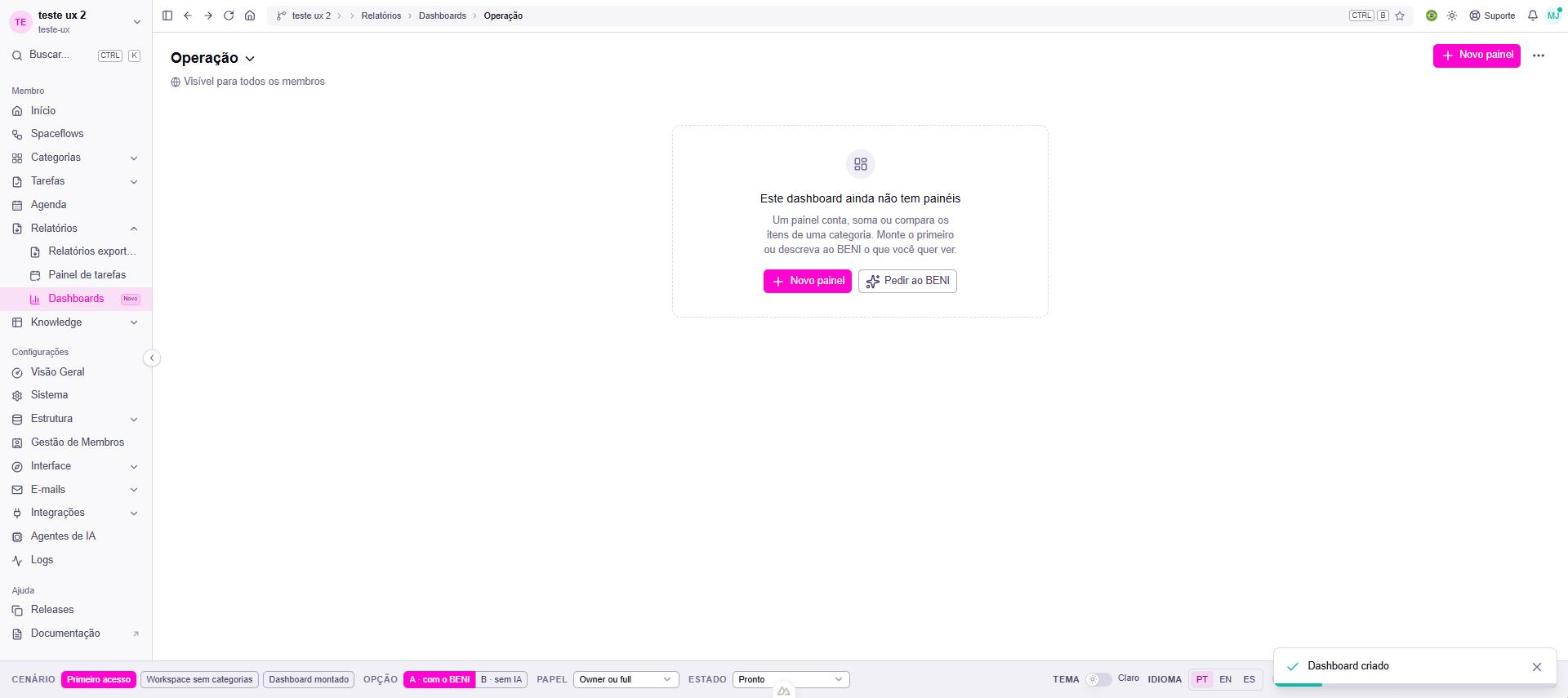 TE
teste ux 2
teste-ux
Buscar... CTRL K
Membro
Início
Spaceflows
Categorias
Tarefas
Agenda
Relatórios
Relatórios export...
Painel de tarefas
Dashboards Novo
Knowledge
Configurações
Visão Geral
Sistema
Estrutura
Gestão de Membros
Interface
E-mails
Integrações
Agentes de IA
Logs
Ajuda
Releases
Documentação
teste ux 2 Relatórios Dashboards Operação CTRL B Suporte MJ
Operação Novo painel
Visível para todos os membros
Este dashboard ainda não tem painéis
Um painel conta, soma ou compara os
itens de uma categoria. Monte o primeiro
ou descreva ao BENI o que você quer ver.
Novo painel Pedir ao BENI
CENÁRIO Primeiro acesso Workspace sem categorias Dashboard montado OPÇÃO A · com o BENI B · sem IA PAPEL Owner ou full ESTADO Pronto TEMA Claro IDIOMA PT EN ES
Dashboard criado